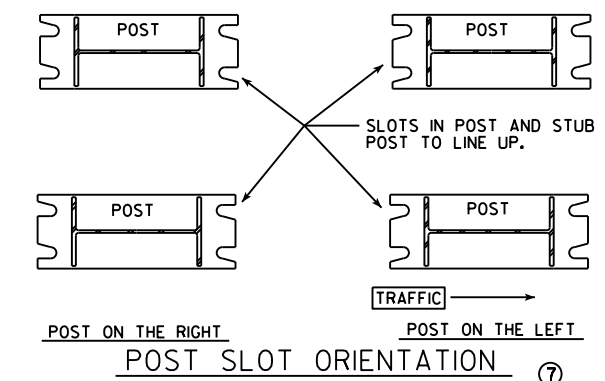 POST
POST
SLOTS IN POST AND STUB
POST TO LINE UP.
POST
POST
TRAFFIC
POST ON THE RIGHT
POST ON THE LEFT
POST SLOT ORIENTATION
7